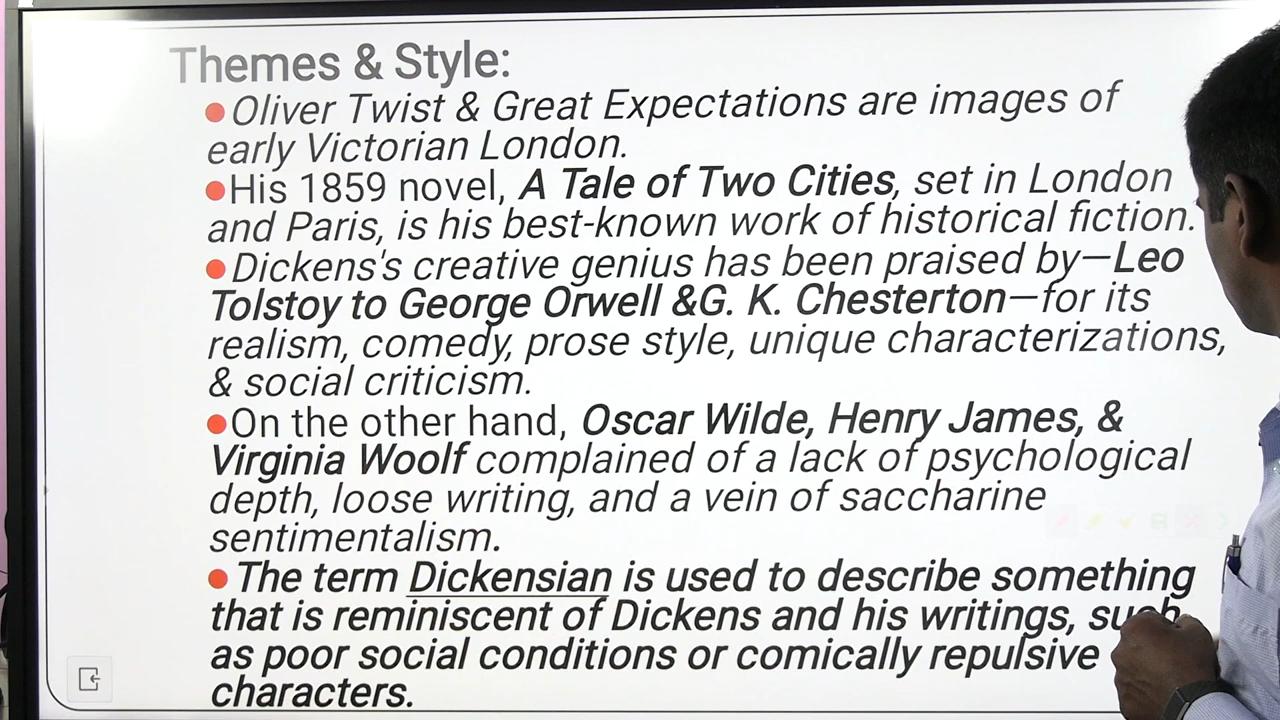 Themes & Style:
●Oliver Twist & Great Expectations are images of
early Victorian London.
●His 1859 novel, A Tale of Two Cities, set in London
and Paris, is his best-known work of historical fiction.
●Dickens's creative genius has been praised by—Leo
Tolstoy to George Orwell &G. K. Chesterton—for its
realism, comedy, prose style, unique characterizations,
& social criticism.
●On the other hand, Oscar Wilde, Henry James, &
Virginia Woolf complained of a lack of psychological
depth, loose writing, and a vein of saccharine
sentimentalism.
●The term Dickensian is used to describe something
that is reminiscent of Dickens and his writings, such
as poor social conditions or comically repulsive
characters.